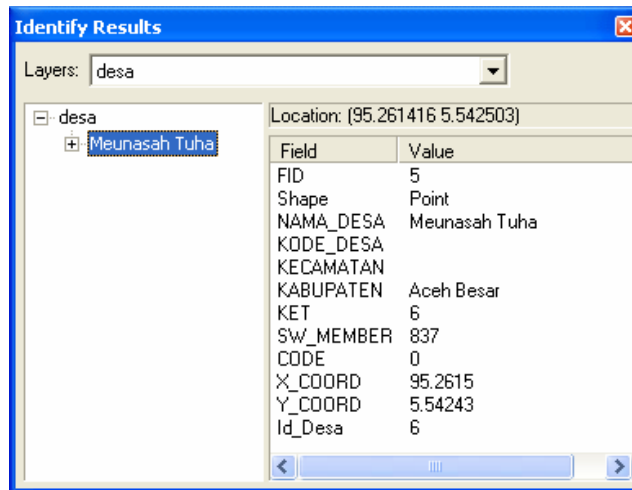 Identify Results
Layers: desa
desa
Meunasah Tuha
Location: (95.261416 5.542503)
Field Value
FID 5
Shape Point
NAMA_DESA Meunasah Tuha
KODE_DESA
KECAMATAN
KABUPATEN Aceh Besar
KET 6
SW_MEMBER 837
CODE 0
X_COORD 95.2615
Y_COORD 5.54243
Id_Desa 6